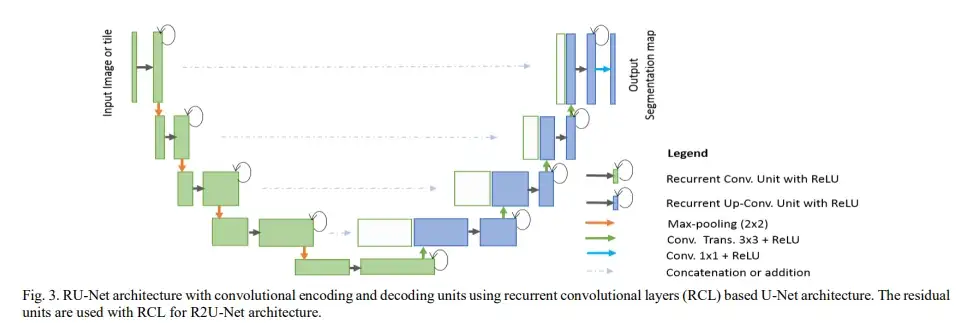 Input Image or tile
Output
Segmentation map
Legend
Recurrent Conv. Unit with ReLU
Recurrent Up-Conv. Unit with ReLU
Max-pooling (2x2)
Conv. Trans. 3x3 + ReLU
Conv. 1x1 + ReLU
Concatenation or addition
Fig. 3. RU-Net architecture with convolutional encoding and decoding units using recurrent convolutional layers (RCL) based U-Net architecture. The residual
units are used with RCL for R2U-Net architecture.